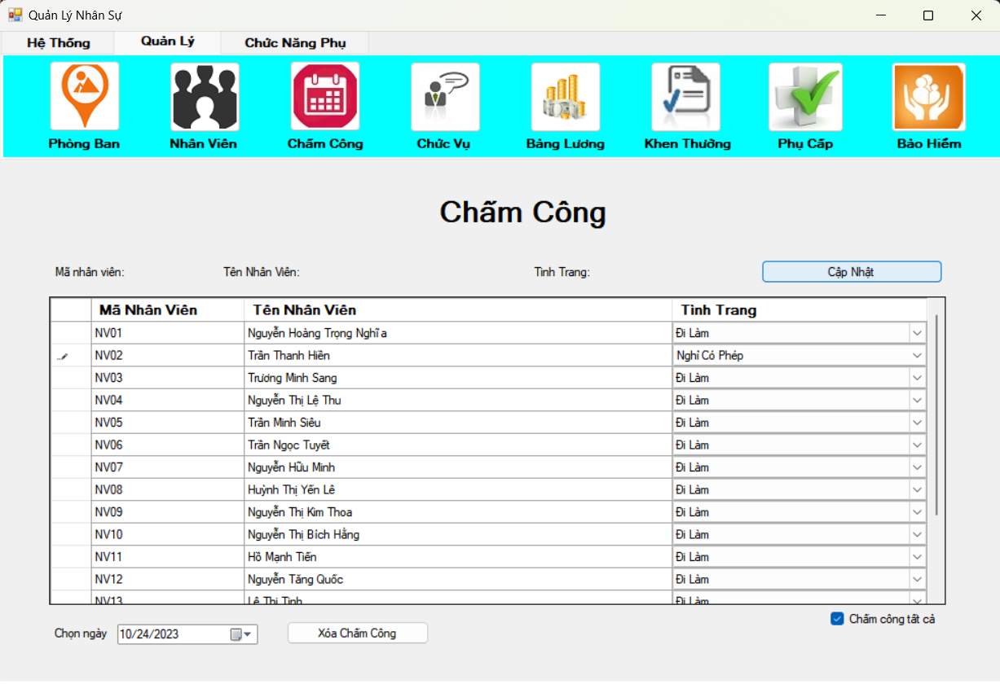 Quản Lý Nhân Sự
Hệ Thống Quản Lý Chức Năng Phụ
Phòng Ban Nhân Viên Chấm Công Chức Vụ Bảng Lương Khen Thưởng Phụ Cấp Bảo Hiểm
Chấm Công
Mã nhân viên: Tên Nhân Viên: Tình Trang: Cập Nhật
Mã Nhân Viên Tên Nhân Viên Tình Trang
NV01 Nguyễn Hoàng Trọng Nghĩa Đi Làm
NV02 Trần Thanh Hiền Nghỉ Có Phép
NV03 Trương Minh Sang Đi Làm
NV04 Nguyễn Thị Lệ Thu Đi Làm
NV05 Trần Minh Siêu Đi Làm
NV06 Trần Ngọc Tuyết Đi Làm
NV07 Nguyễn Hữu Minh Đi Làm
NV08 Huỳnh Thị Yến Lê Đi Làm
NV09 Nguyễn Thị Kim Thoa Đi Làm
NV10 Nguyễn Thị Bích Hằng Đi Làm
NV11 Hồ Mạnh Tiến Đi Làm
NV12 Nguyễn Tăng Quốc Đi Làm
NV13 Lê Thị Tình Đi Làm
Chấm công tất cả
Chọn ngày 10/24/2023 Xóa Chấm Công